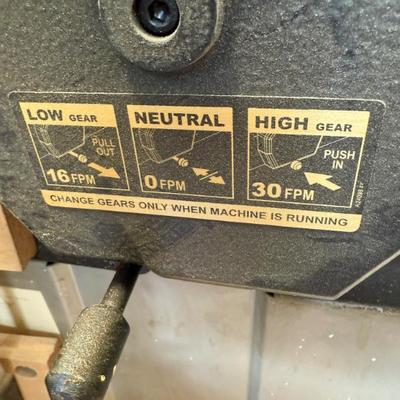 LOW GEAR
PULL
OUT
16 FPM
NEUTRAL
0 FPM
HIGH GEAR
PUSH
IN
30 FPM
CHANGE GEARS ONLY WHEN MACHINE IS RUNNING